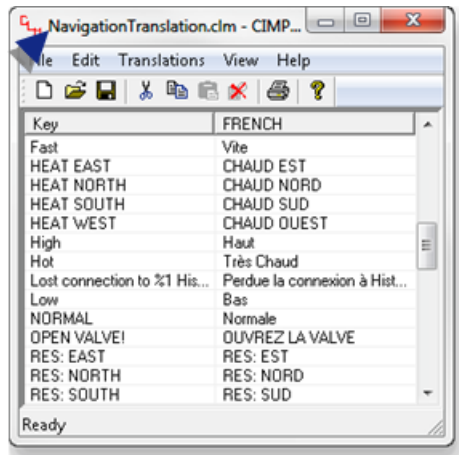 NavigationTranslation.clm - CIMP...
File Edit Translations View Help
Key FRENCH
Fast Vite
HEAT EAST CHAUD EST
HEAT NORTH CHAUD NORD
HEAT SOUTH CHAUD SUD
HEAT WEST CHAUD OUEST
High Haut
Hot Très Chaud
Lost connection to %1 His... Perdue la connexion à Hist...
Low Bas
NORMAL Normale
OPEN VALVE! OUVREZ LA VALVE
RES: EAST RES: EST
RES: NORTH RES: NORD
RES: SOUTH RES: SUD
Ready